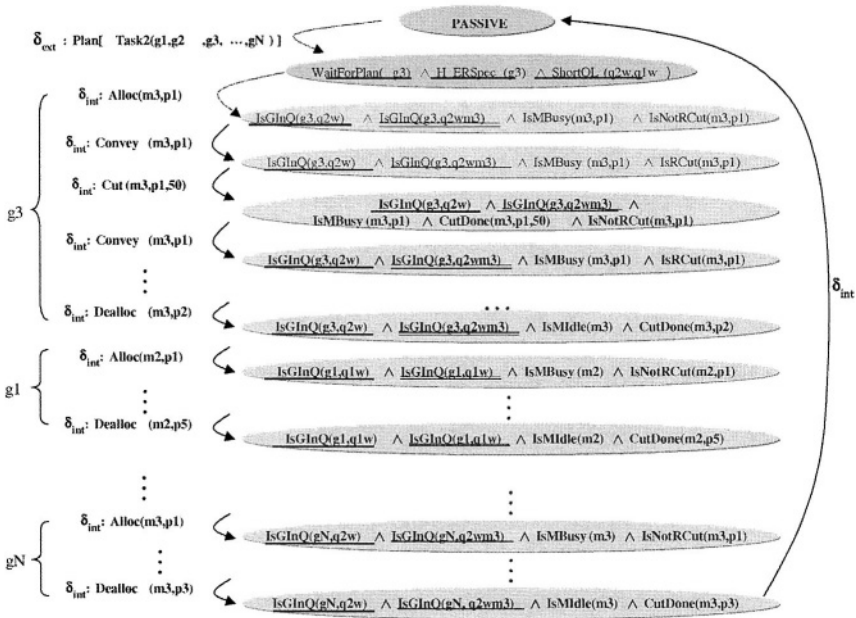 PASSIVE
δext : Plan[ Task2(g1,g2 ,g3, ...,gN) ]
WaitForPlan( g3) ∧ H_ERSpec (g3) ∧ ShortQL (q2w,q1w )
δint: Alloc(m3,p1)
IsGInQ(g3,q2w) ∧ IsGInQ(g3,q2wm3) ∧ IsMBusy(m3,p1) ∧ IsNotRCut(m3,p1)
δint: Convey (m3,p1)
IsGInQ(g3,q2w) ∧ IsGInQ(g3,q2wm3) ∧ IsMBusy (m3,p1) ∧ IsRCut(m3,p1)
δint: Cut(m3,p1,50)
g3
IsGInQ(g3,q2w) ∧ IsGInQ(g3,q2wm3) ∧
IsMBusy (m3,p1) ∧ CutDone(m3,p1,50) ∧ IsNotRCut(m3,p1)
δint: Convey (m3,p1)
IsGInQ(g3,q2w) ∧ IsGInQ(g3,q2wm3) ∧ IsMBusy(m3,p1) ∧ IsRCut(m3,p1)
δint
...
δint: Dealloc (m3,p2)
IsGInQ(g3,q2w) ∧ IsGInQ(g3,q2wm3) ∧ IsMIdle(m3) ∧ CutDone(m3,p2)
δint: Alloc(m2,p1)
IsGInQ(g1,q1w) ∧ IsGInQ(g1,q1w) ∧ IsMBusy (m2) ∧ IsNotRCut(m2,p1)
g1
δint: Dealloc (m2,p5)
IsGInQ(g1,q1w) ∧ IsGInQ(g1,q1w) ∧ IsMIdle(m2) ∧ CutDone(m2,p5)
δint: Alloc(m3,p1)
IsGInQ(gN,q2w) ∧ IsGInQ(gN,q2wm3) ∧ IsMBusy(m3) ∧ IsNotRCut(m3,p1)
gN
δint: Dealloc (m3,p3)
IsGInQ(gN,q2w) ∧ IsGInQ(gN, q2wm3) ∧ IsMIdle(m3) ∧ CutDone(m3,p3)